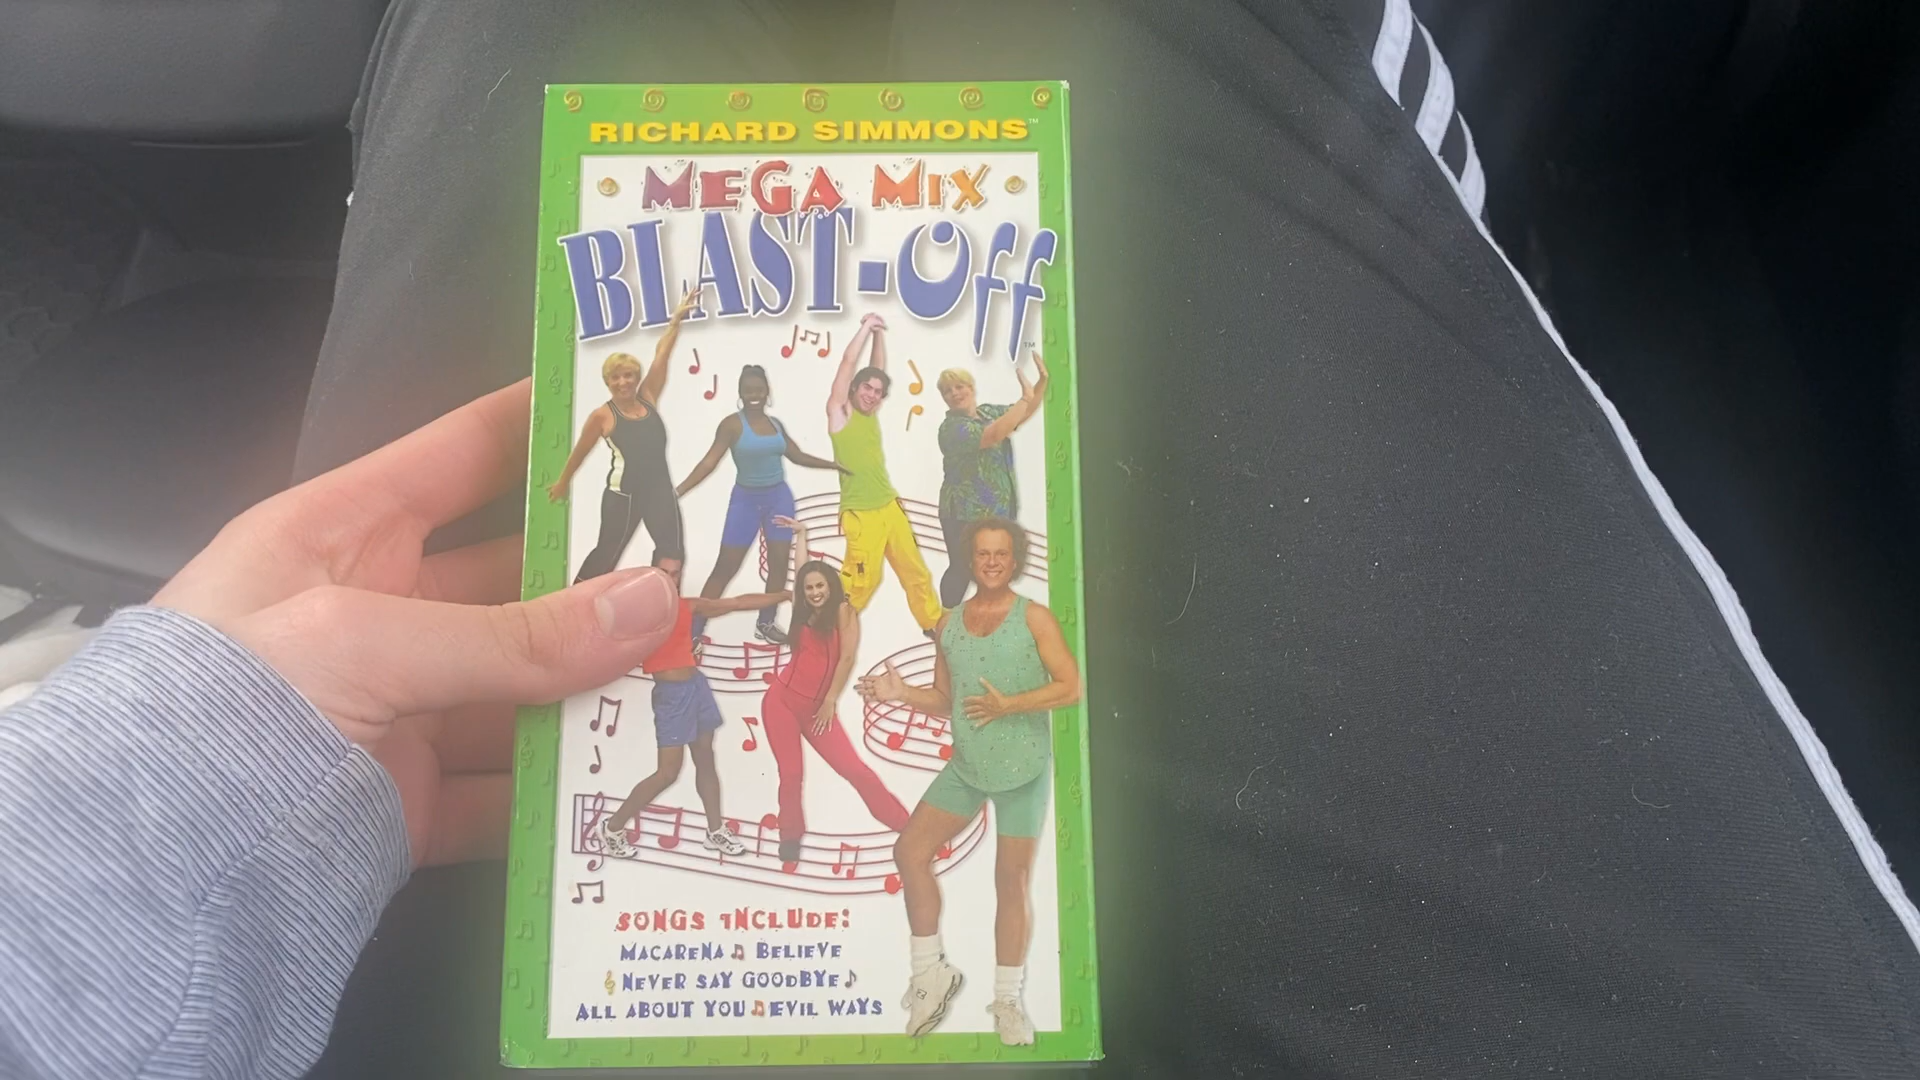 RICHARD SIMMONS™
MEGA MIX
BLAST-Off™
SONGS INCLUDE:
MACARENA BELIEVE
NEVER SAY GOODBYE
ALL ABOUT YOU EVIL WAYS